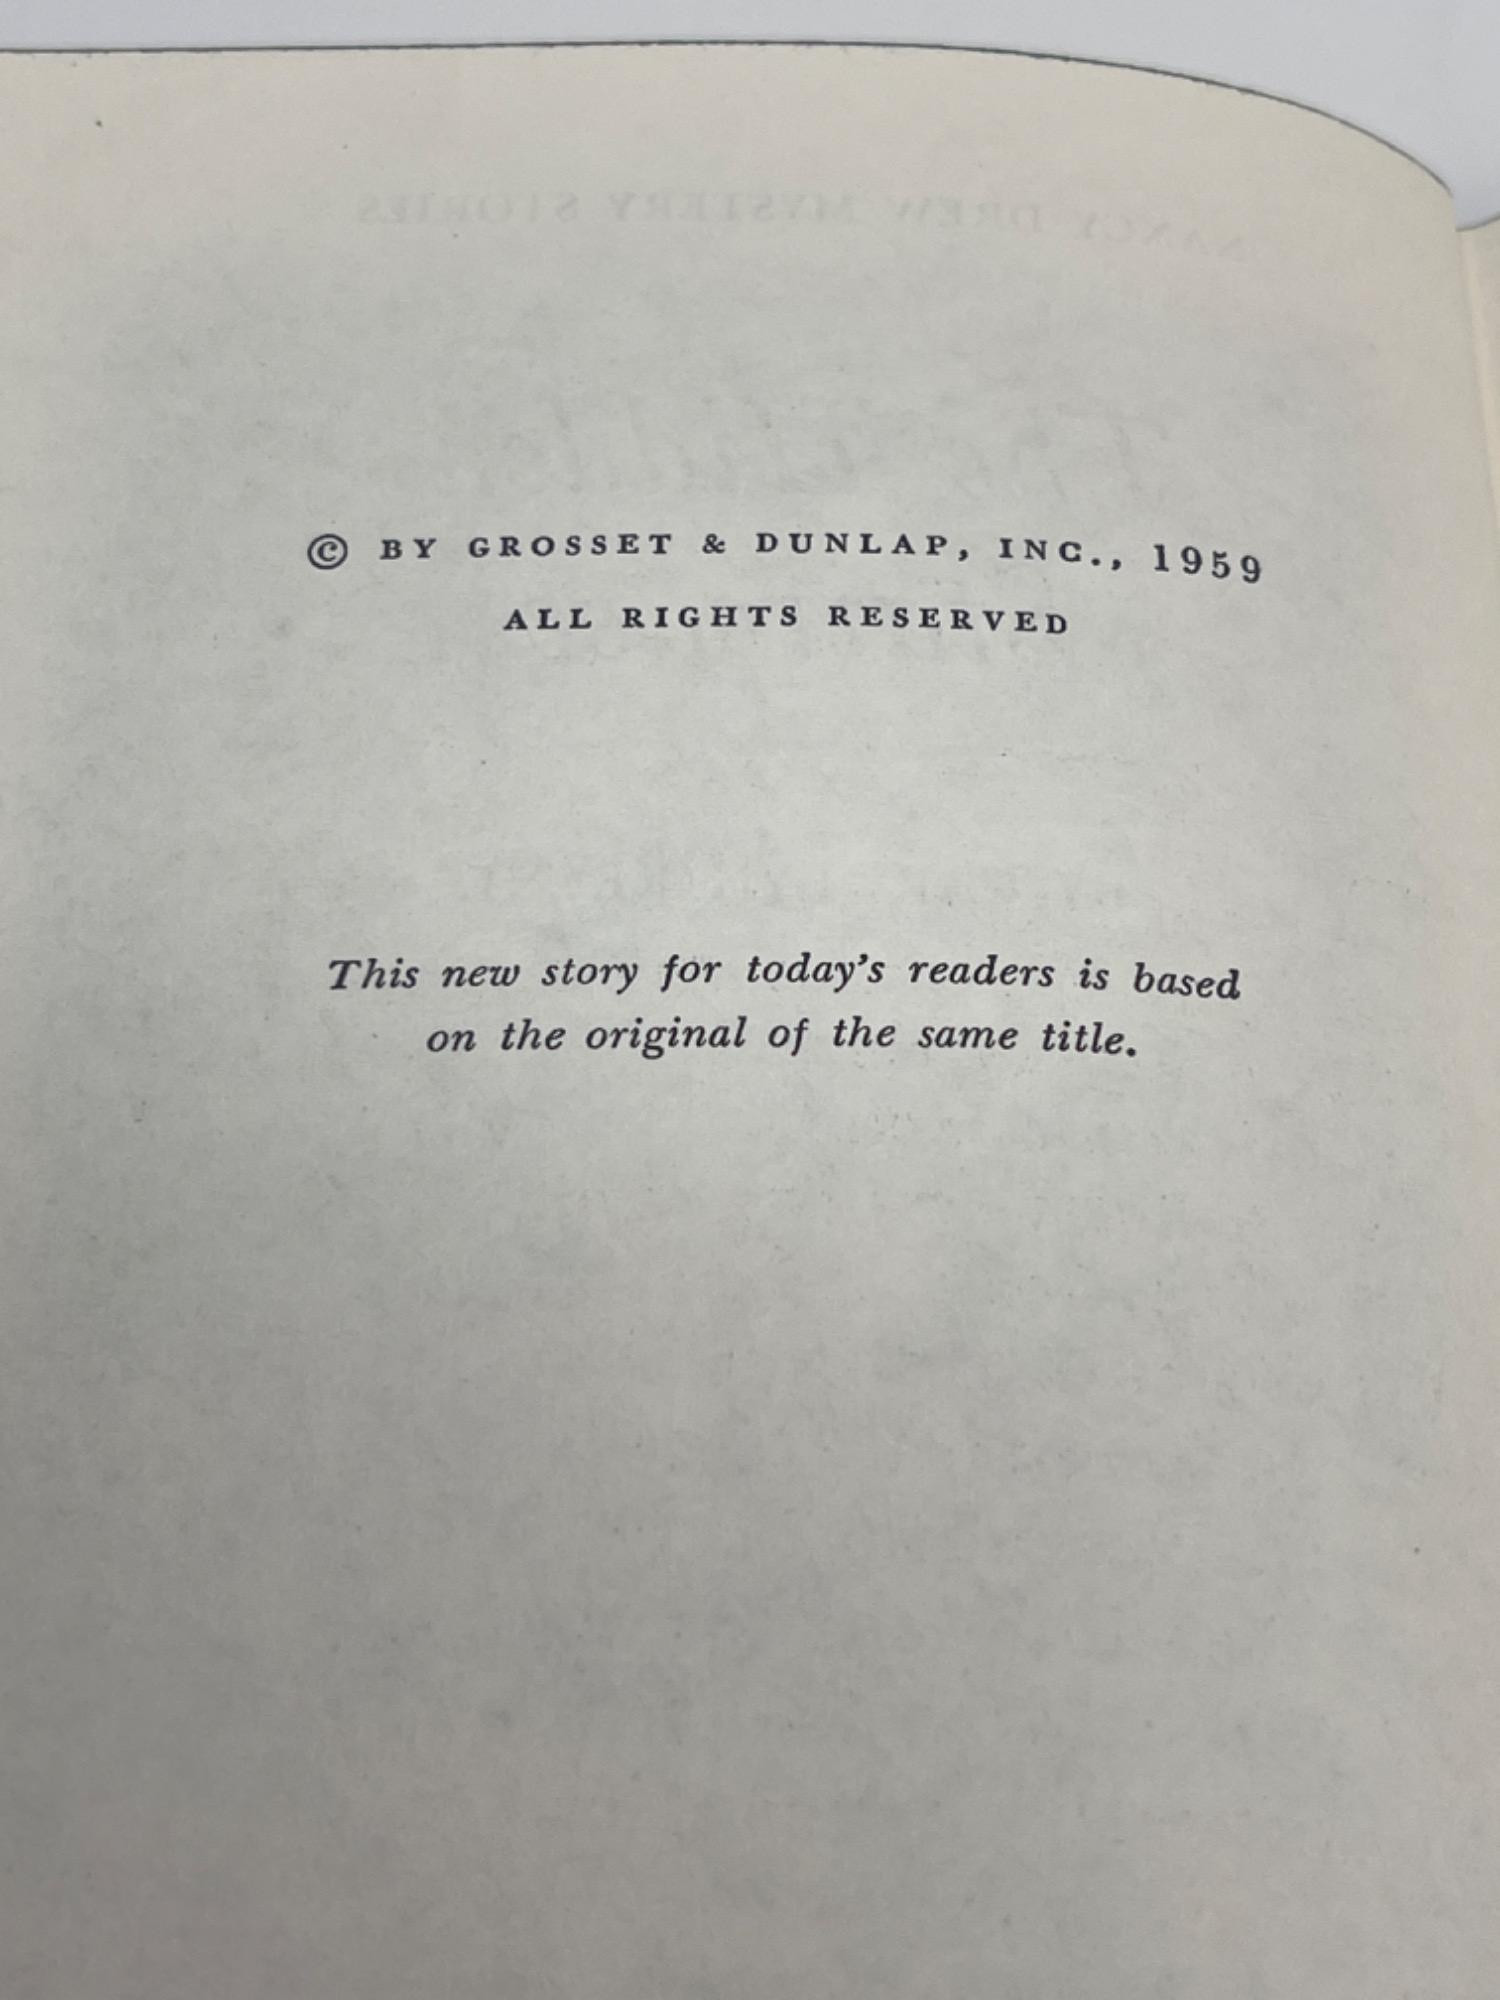 © BY GROSSET & DUNLAP, INC., 1959
ALL RIGHTS RESERVED
This new story for today's readers is based
on the original of the same title.